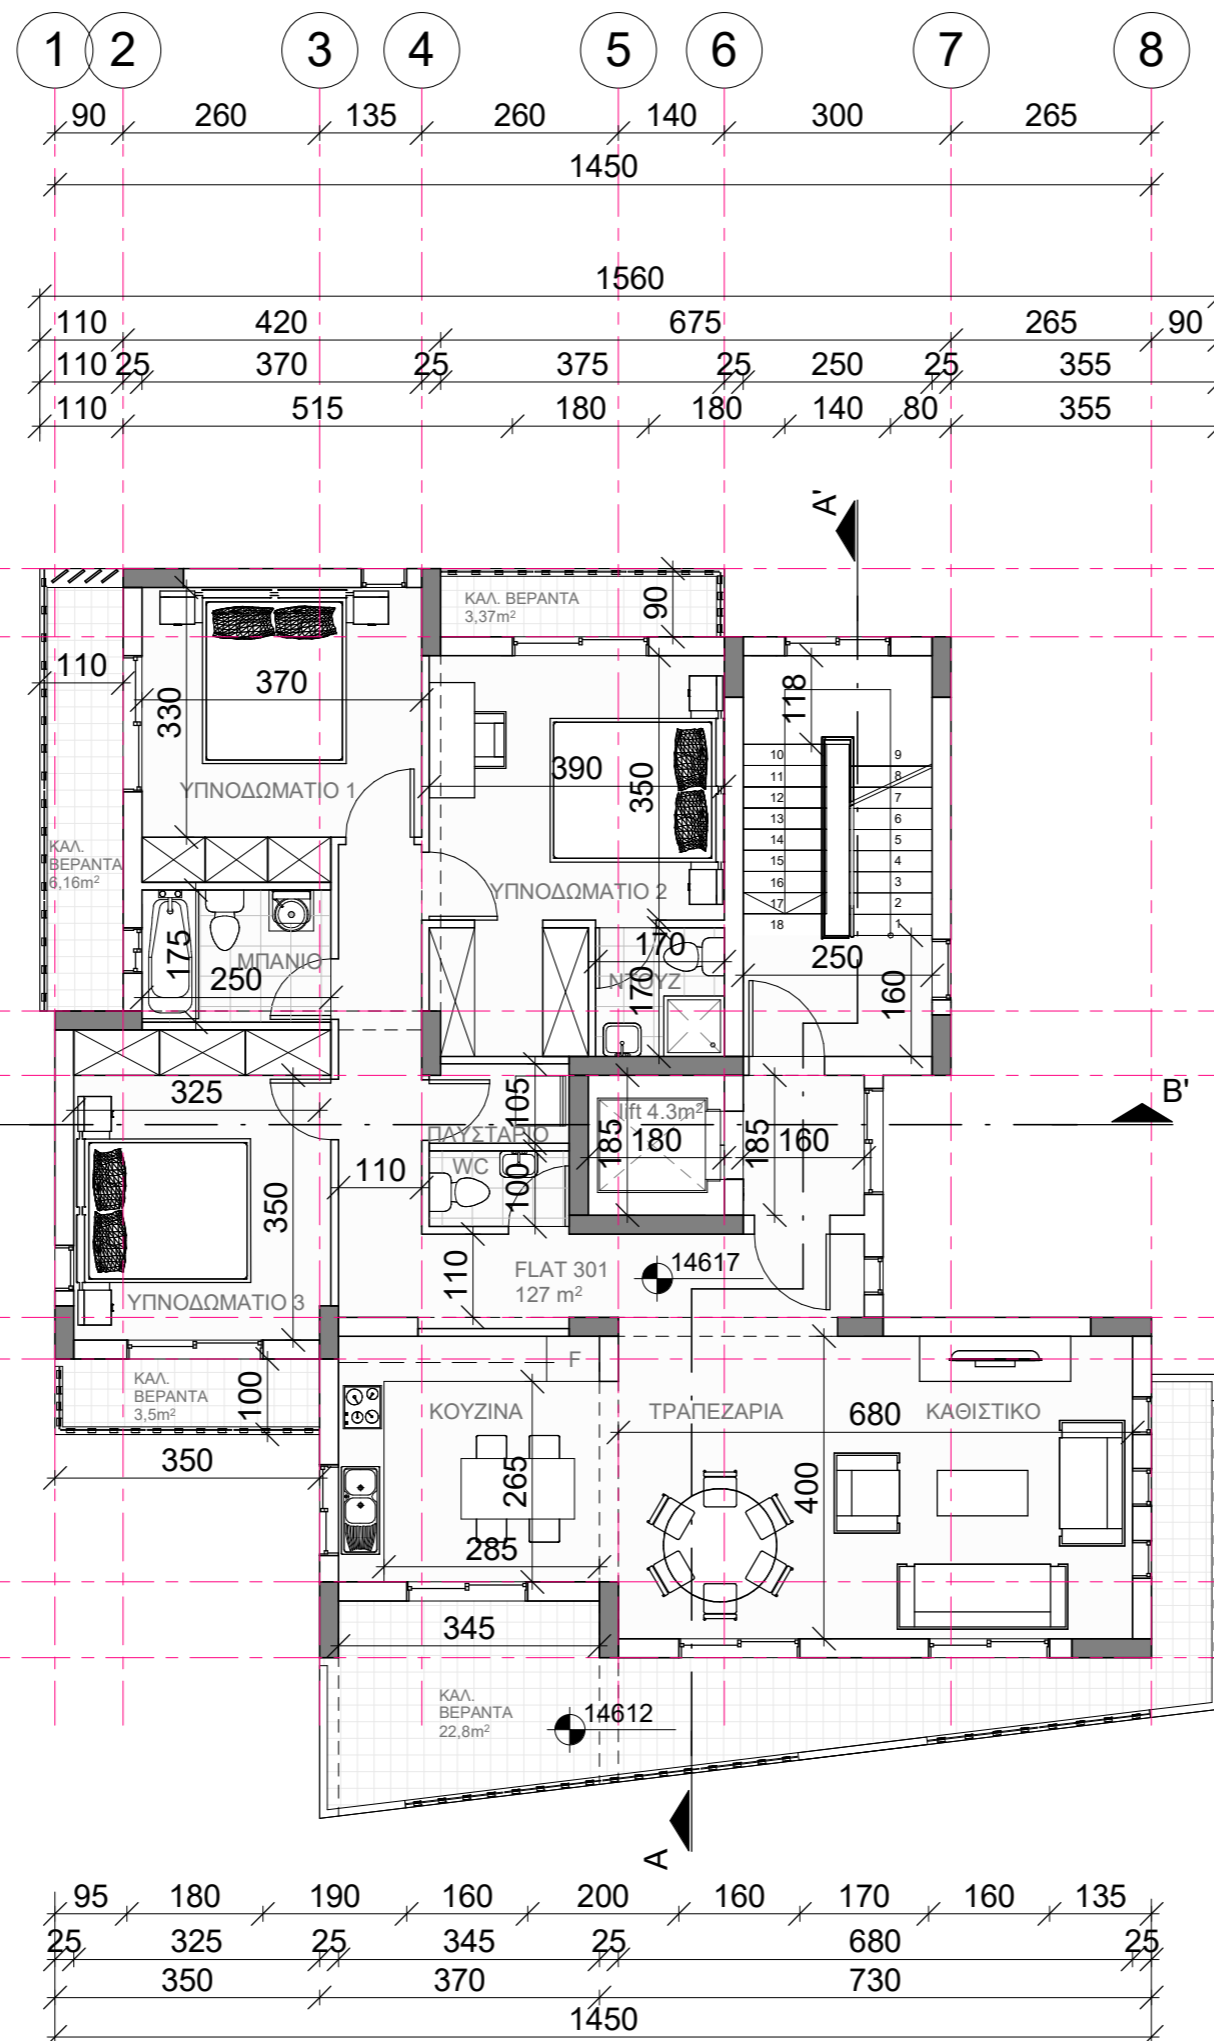 1 2 3 4 5 6 7 8
90 260 135 260 140 300 265
1450
1560
110 420 675 265 90
110 25 370 25 375 25 250 25 355
110 515 180 180 140 80 355
A'
ΚΑΛ. ΒΕΡΑΝΤΑ
3,37m²
90
110
370
330
118
390
350
ΥΠΝΟΔΩΜΑΤΙΟ 1
10 9
11 8
12 7
13 6
14 5
15 4
16 3
17 2
18 1
ΚΑΛ.
ΒΕΡΑΝΤΑ
6,16m²
ΥΠΝΟΔΩΜΑΤΙΟ 2
175
ΜΠΑΝΙΟ
250
170
ΝΤΟΥΖ
170
250
160
B'
325
105
ΠΛΥΣΤΑΡΙΟ
lift 4.3m²
185
180
185
160
WC
110
100
350
110
FLAT 301
127 m²
14617
ΥΠΝΟΔΩΜΑΤΙΟ 3
F
ΚΑΛ.
ΒΕΡΑΝΤΑ
3,5m²
100
ΚΟΥΖΙΝΑ
ΤΡΑΠΕΖΑΡΙΑ
680
ΚΑΘΙΣΤΙΚΟ
350
265
400
285
345
ΚΑΛ.
ΒΕΡΑΝΤΑ
22,8m²
14612
A
95 180 190 160 200 160 170 160 135
25 325 25 345 25 680 25
350 370 730
1450